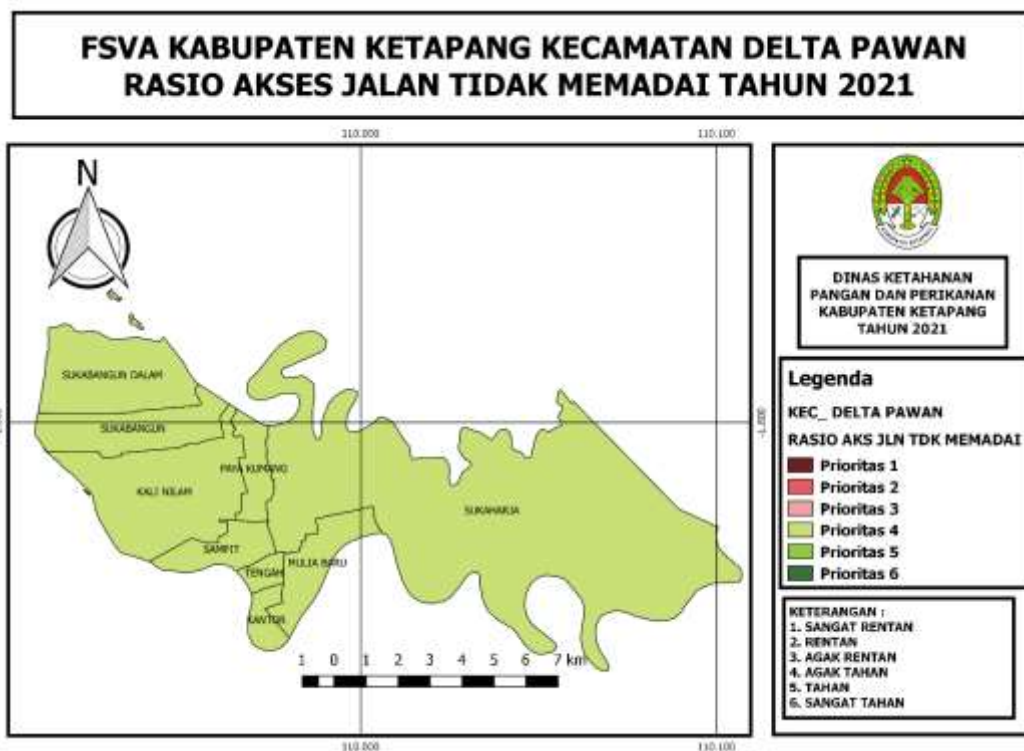 FSVA KABUPATEN KETAPANG KECAMATAN DELTA PAWAN
RASIO AKSES JALAN TIDAK MEMADAI TAHUN 2021
110.000
110.100
N
SUKABANGUN DALAM
SUKABANGUN
PAYA KUMANG
KALI NILAM
SUKAHARJA
SAMPIT
TENGAH
MULIA BARU
KANTOR
1 0 1 2 3 4 5 6 7 km
110.000
110.100
DINAS KETAHANAN
PANGAN DAN PERIKANAN
KABUPATEN KETAPANG
TAHUN 2021
Legenda
KEC_ DELTA PAWAN
RASIO AKS JLN TDK MEMADAI
Prioritas 1
Prioritas 2
Prioritas 3
Prioritas 4
Prioritas 5
Prioritas 6
KETERANGAN :
1. SANGAT RENTAN
2. RENTAN
3. AGAK RENTAN
4. AGAK TAHAN
5. TAHAN
6. SANGAT TAHAN